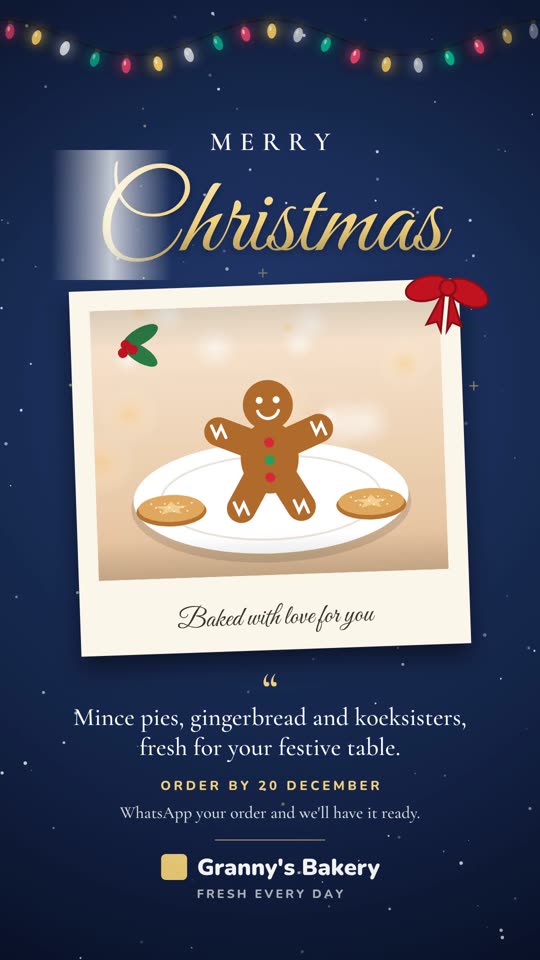 MERRY
Christmas
Baked with love for you
“
Mince pies, gingerbread and koeksisters,
fresh for your festive table.
ORDER BY 20 DECEMBER
WhatsApp your order and we'll have it ready.
Granny's Bakery
FRESH EVERY DAY